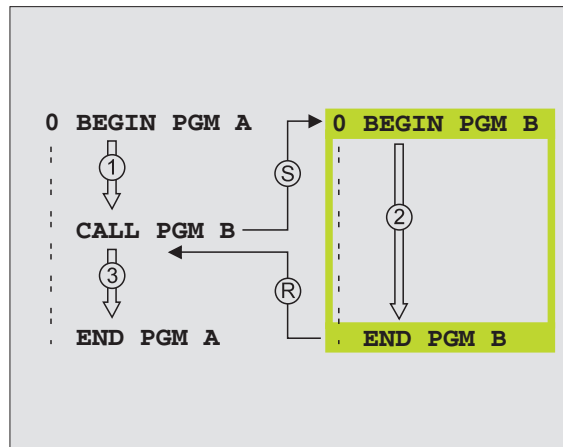 0 BEGIN PGM A
1
S
CALL PGM B
3
R
END PGM A
0 BEGIN PGM B
2
END PGM B